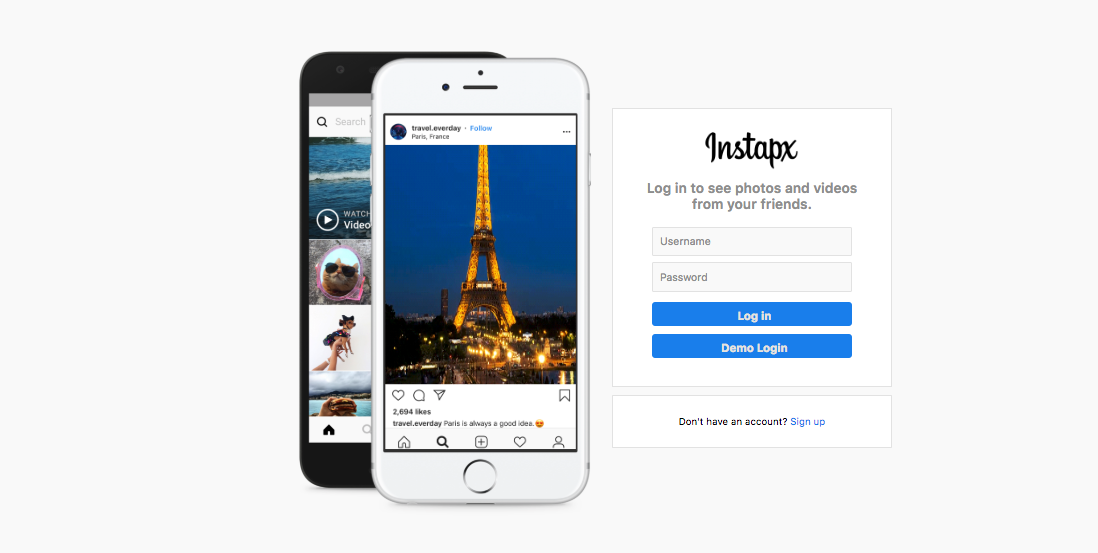 Search
WATCH
Video
travel.everday • Follow
Paris, France
2,694 likes
travel.everday Paris is always a good idea.😍
Instapx
Log in to see photos and videos
from your friends.
Username
Password
Log in
Demo Login
Don't have an account? Sign up